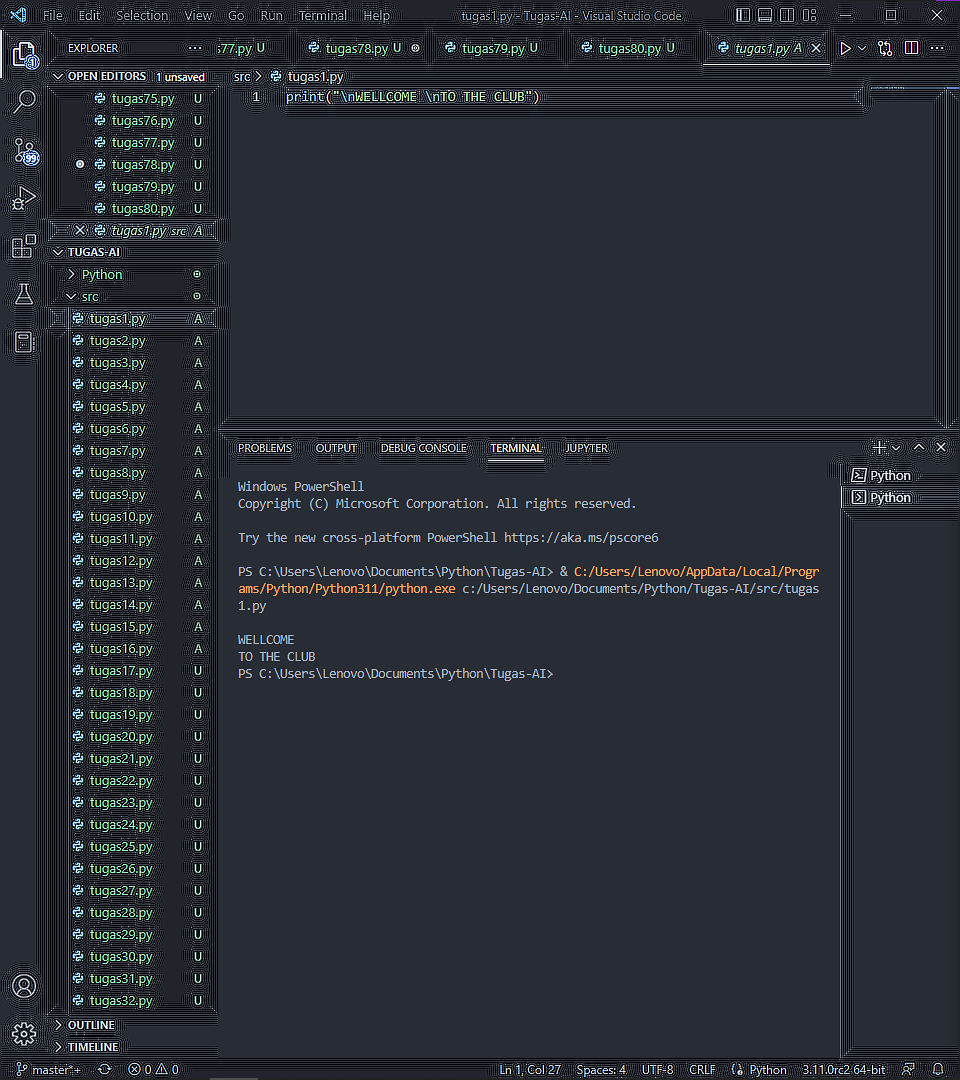 File Edit Selection View Go Run Terminal Help tugas1.py - Tugas-AI - Visual Studio Code
EXPLORER
s77.py U tugas78.py U tugas79.py U tugas80.py U tugas1.py A
OPEN EDITORS 1 unsaved
tugas75.py U
tugas76.py U
tugas77.py U
tugas78.py U
tugas79.py U
tugas80.py U
tugas1.py src A
TUGAS-AI
Python
src
tugas1.py A
tugas2.py A
tugas3.py A
tugas4.py A
tugas5.py A
tugas6.py A
tugas7.py A
tugas8.py A
tugas9.py A
tugas10.py A
tugas11.py A
tugas12.py A
tugas13.py A
tugas14.py A
tugas15.py A
tugas16.py A
tugas17.py U
tugas18.py U
tugas19.py U
tugas20.py U
tugas21.py U
tugas22.py U
tugas23.py U
tugas24.py U
tugas25.py U
tugas26.py U
tugas27.py U
tugas28.py U
tugas29.py U
tugas30.py U
tugas31.py U
tugas32.py U
OUTLINE
TIMELINE
1
99
src > tugas1.py
1 print("\nWELLCOME \nTO THE CLUB")
PROBLEMS OUTPUT DEBUG CONSOLE TERMINAL JUPYTER
Python
Python
Windows PowerShell
Copyright (C) Microsoft Corporation. All rights reserved.
Try the new cross-platform PowerShell https://aka.ms/pscore6
PS C:\Users\Lenovo\Documents\Python\Tugas-AI> & C:/Users/Lenovo/AppData/Local/Progr
ams/Python/Python311/python.exe c:/Users/Lenovo/Documents/Python/Tugas-AI/src/tugas
1.py
WELLCOME
TO THE CLUB
PS C:\Users\Lenovo\Documents\Python\Tugas-AI>
master*+ 0 0 Ln 1, Col 27 Spaces: 4 UTF-8 CRLF Python 3.11.0rc2 64-bit